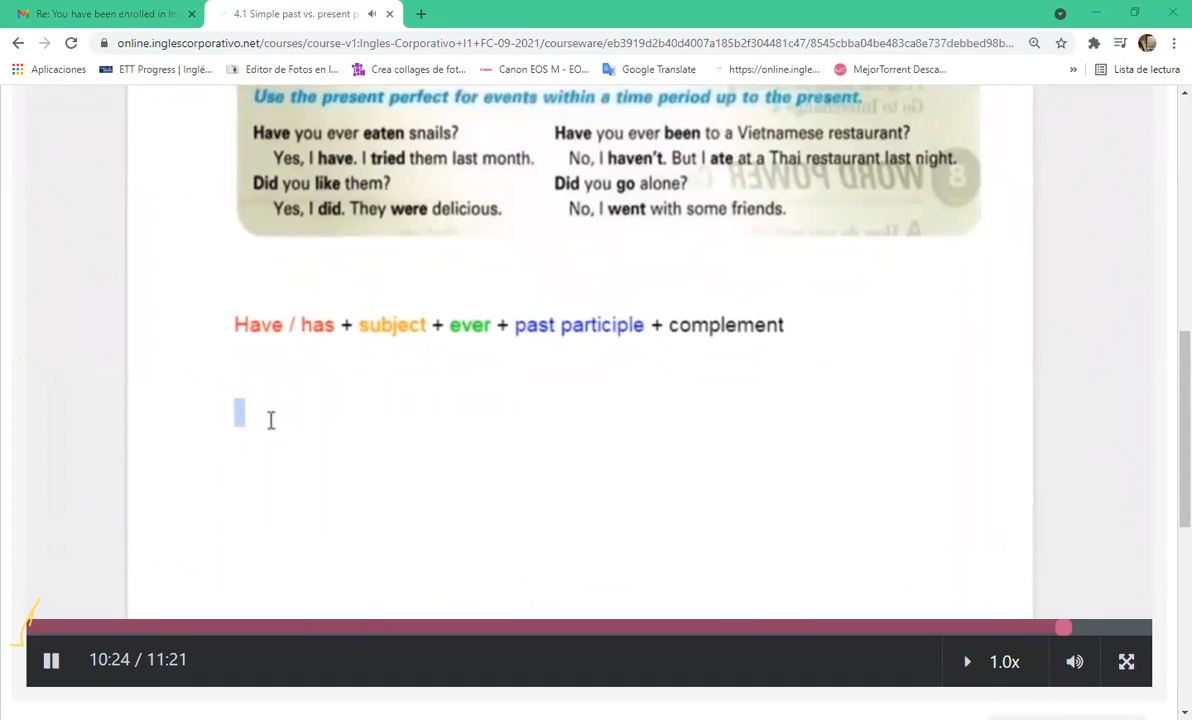 Re: You have been enrolled in Ing
4.1 Simple past vs. present p
online.inglescorporativo.net/courses/course-v1:Ingles-Corporativo+I1+FC-09-2021/courseware/eb3919d2b40d4007a185b2f304481c47/8545cbba04be483ca8e737debbed98b...
Aplicaciones ETT Progress | Inglé... Editor de Fotos en l... Crea collages de fot... Canon EOS M - EO... Google Translate https://online.ingle... MejorTorrent Desca... » Lista de lectura
Use the present perfect for events within a time period up to the present.
Have you ever eaten snails? Have you ever been to a Vietnamese restaurant?
Yes, I have. I tried them last month. No, I haven't. But I ate at a Thai restaurant last night.
Did you like them? Did you go alone?
Yes, I did. They were delicious. No, I went with some friends.
8 WORD POWER
Have / has + subject + ever + past participle + complement
10:24 / 11:21 1.0x